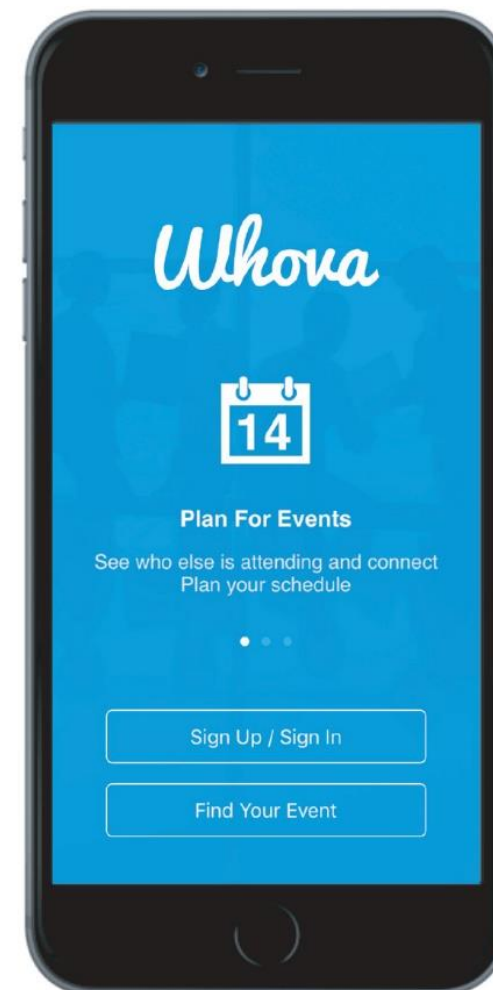 Whova
14
Plan For Events
See who else is attending and connect
Plan your schedule
Sign Up / Sign In
Find Your Event